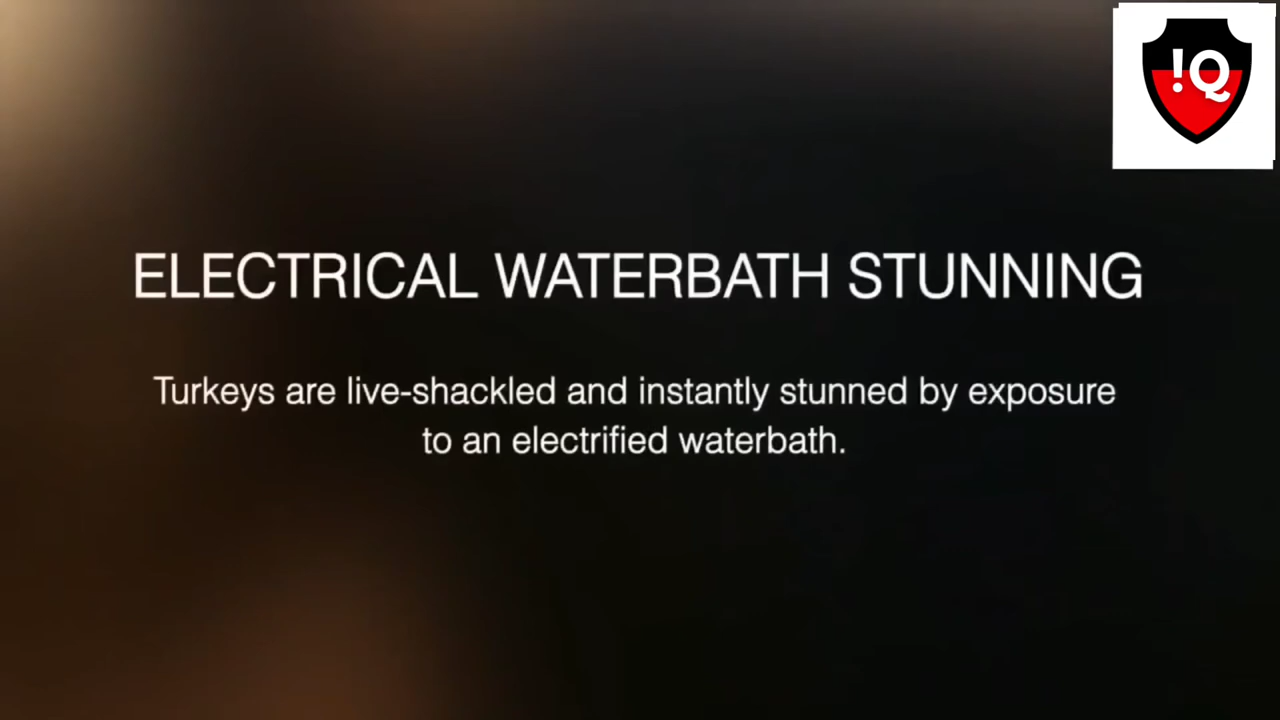 !Q
ELECTRICAL WATERBATH STUNNING
Turkeys are live-shackled and instantly stunned by exposure
to an electrified waterbath.